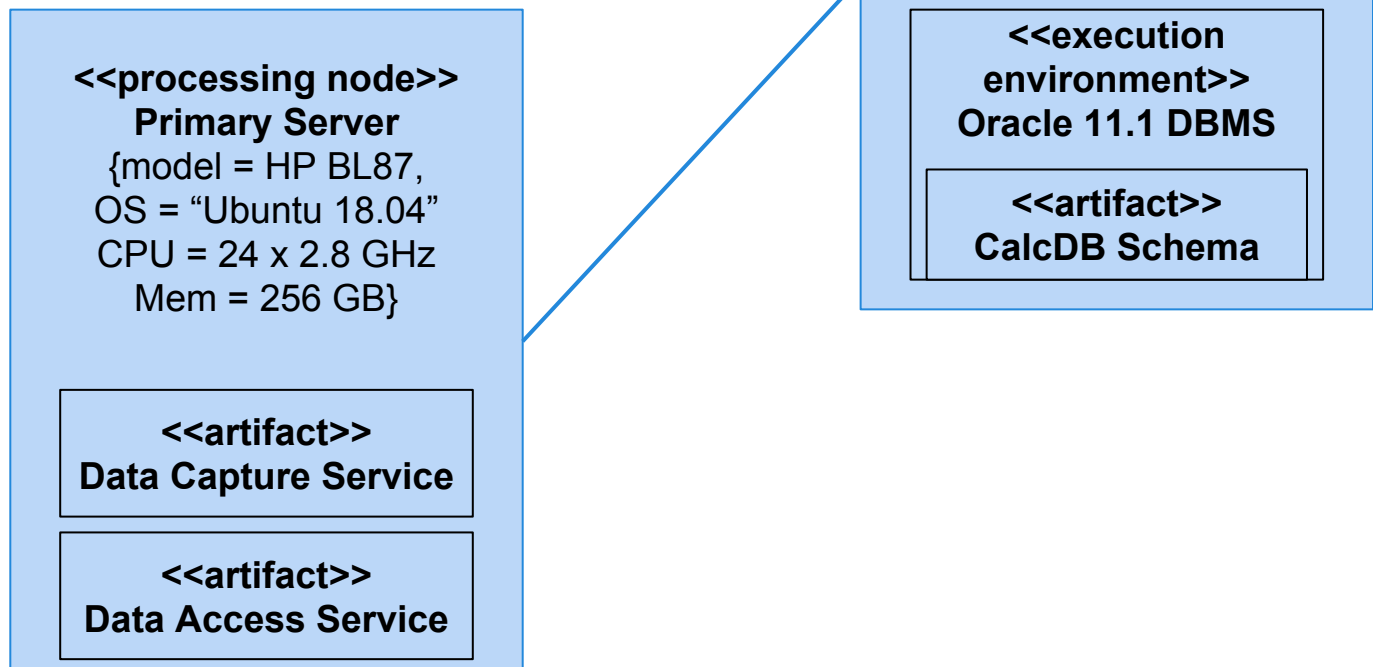 <<processing node>>
Primary Server
{model = HP BL87,
OS = “Ubuntu 18.04”
CPU = 24 x 2.8 GHz
Mem = 256 GB}
<<artifact>>
Data Capture Service
<<artifact>>
Data Access Service
<<execution
environment>>
Oracle 11.1 DBMS
<<artifact>>
CalcDB Schema